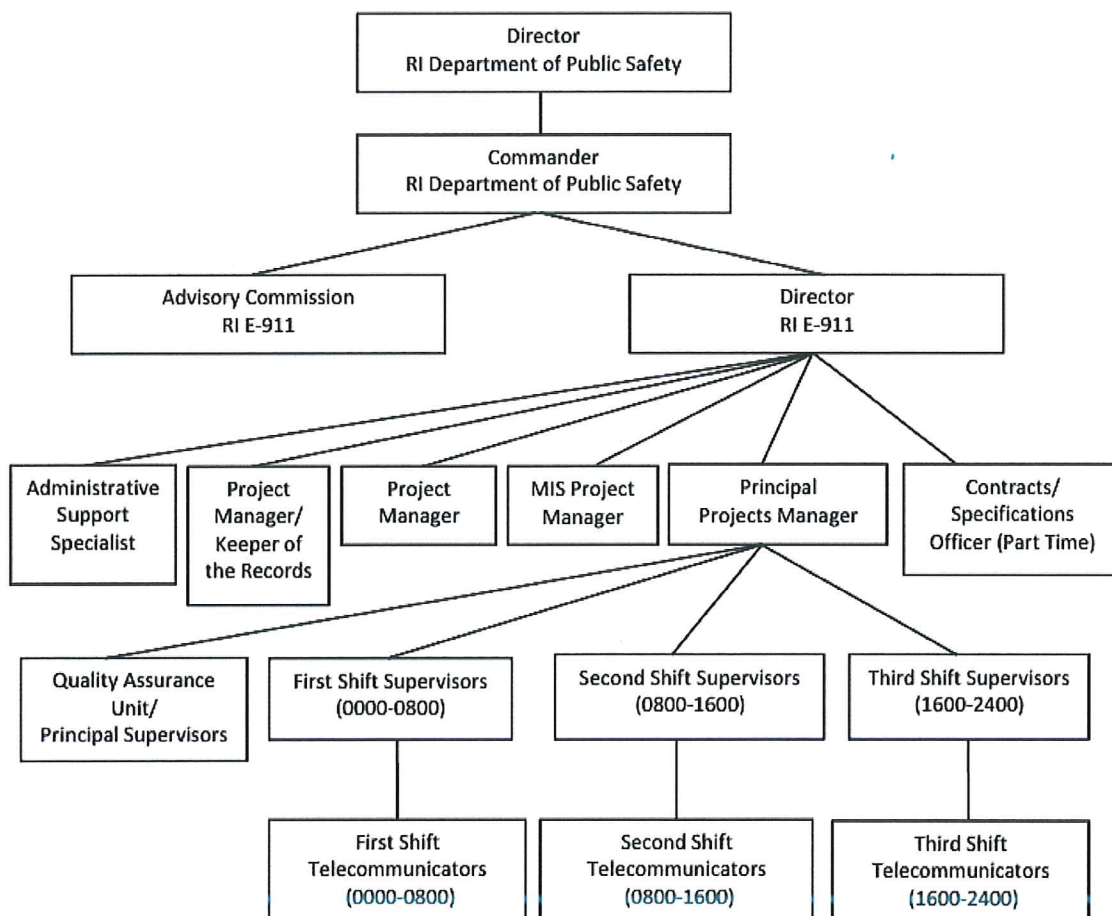 Director
RI Department of Public Safety
Commander
RI Department of Public Safety
Advisory Commission
RI E-911
Director
RI E-911
Administrative
Support
Specialist
Project
Manager/
Keeper of
the Records
Project
Manager
MIS Project
Manager
Principal
Projects Manager
Contracts/
Specifications
Officer (Part Time)
Quality Assurance
Unit/
Principal Supervisors
First Shift Supervisors
(0000-0800)
Second Shift Supervisors
(0800-1600)
Third Shift Supervisors
(1600-2400)
First Shift
Telecommunicators
(0000-0800)
Second Shift
Telecommunicators
(0800-1600)
Third Shift
Telecommunicators
(1600-2400)